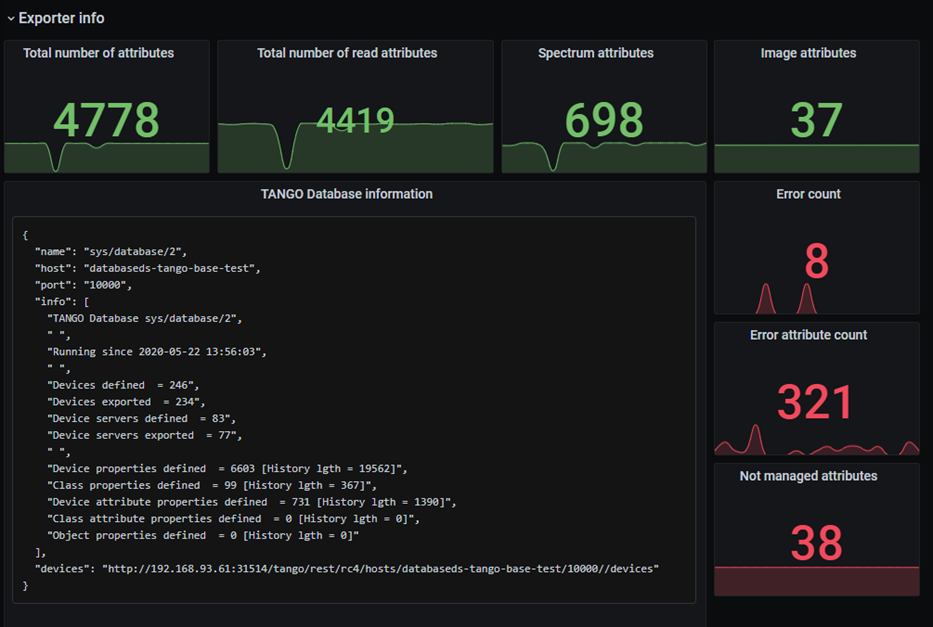 Exporter info
Total number of attributes
4778
Total number of read attributes
4419
Spectrum attributes
698
Image attributes
37
TANGO Database information
{
"name": "sys/database/2",
"host": "databaseds-tango-base-test",
"port": "10000",
"info": [
"TANGO Database sys/database/2",
" ",
"Running since 2020-05-22 13:56:03",
" ",
"Devices defined  = 246",
"Devices exported  = 234",
"Device servers defined  = 83",
"Device servers exported  = 77",
" ",
"Device properties defined  = 6603 [History lgth = 19562]",
"Class properties defined  = 99 [History lgth = 367]",
"Device attribute properties defined  = 731 [History lgth = 1390]",
"Class attribute properties defined  = 0 [History lgth = 0]",
"Object properties defined  = 0 [History lgth = 0]"
],
"devices": "http://192.168.93.61:31514/tango/rest/rc4/hosts/databaseds-tango-base-test/10000//devices"
}
Error count
8
Error attribute count
321
Not managed attributes
38